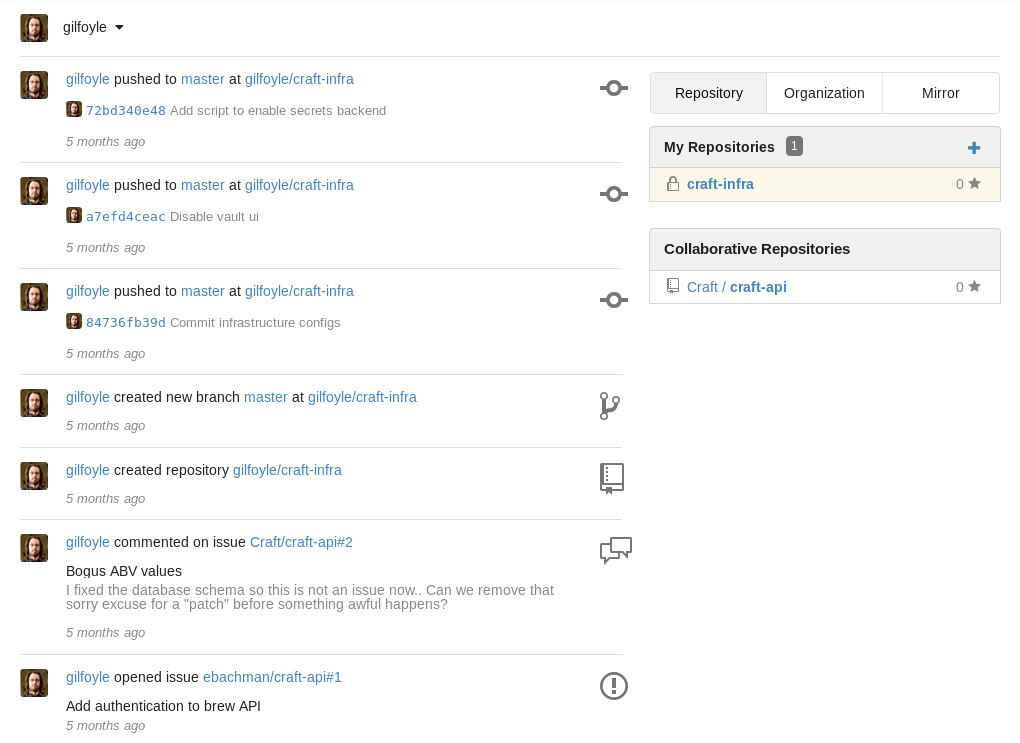 gilfoyle
gilfoyle pushed to master at gilfoyle/craft-infra
72bd340e48 Add script to enable secrets backend
5 months ago
gilfoyle pushed to master at gilfoyle/craft-infra
a7efd4ceac Disable vault ui
5 months ago
gilfoyle pushed to master at gilfoyle/craft-infra
84736fb39d Commit infrastructure configs
5 months ago
gilfoyle created new branch master at gilfoyle/craft-infra
5 months ago
gilfoyle created repository gilfoyle/craft-infra
5 months ago
gilfoyle commented on issue Craft/craft-api#2
Bogus ABV values
I fixed the database schema so this is not an issue now.. Can we remove that
sorry excuse for a "patch" before something awful happens?
5 months ago
gilfoyle opened issue ebachman/craft-api#1
Add authentication to brew API
5 months ago
Repository Organization Mirror
My Repositories 1
craft-infra 0
Collaborative Repositories
Craft / craft-api 0